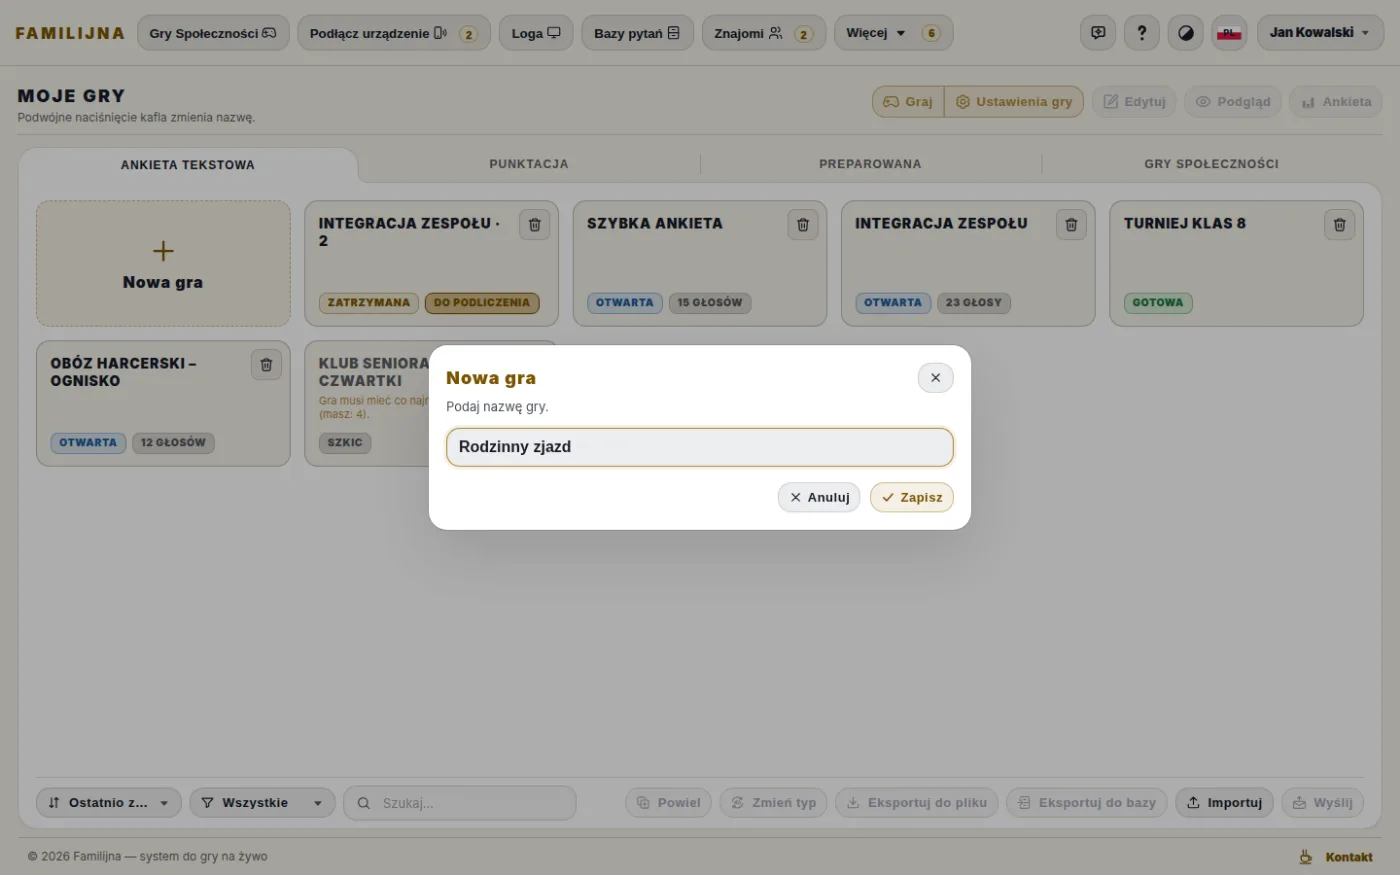 FAMILIJNA
Gry Społeczności
Podłącz urządzenie 2
Loga
Bazy pytań
Znajomi 2
Więcej 6
PL
Jan Kowalski
MOJE GRY
Podwójne naciśnięcie kafla zmienia nazwę.
Graj
Ustawienia gry
Edytuj
Podgląd
Ankieta
ANKIETA TEKSTOWA
PUNKTACJA
PREPAROWANA
GRY SPOŁECZNOŚCI
Nowa gra
INTEGRACJA ZESPOŁU ·
2
ZATRZYMANA
DO PODLICZENIA
SZYBKA ANKIETA
OTWARTA
15 GŁOSÓW
INTEGRACJA ZESPOŁU
OTWARTA
23 GŁOSY
TURNIEJ KLAS 8
GOTOWA
OBÓZ HARCERSKI –
OGNISKO
OTWARTA
12 GŁOSÓW
KLUB SENIORA
CZWARTKI
Gra musi mieć co
(masz: 4).
SZKIC
Nowa gra
Podaj nazwę gry.
Rodzinny zjazd
Anuluj
Zapisz
Ostatnio z...
Wszystkie
Szukaj...
Powiel
Zmień typ
Eksportuj do pliku
Eksportuj do bazy
Importuj
Wyślij
© 2026 Familijna — system do gry na żywo
Kontakt